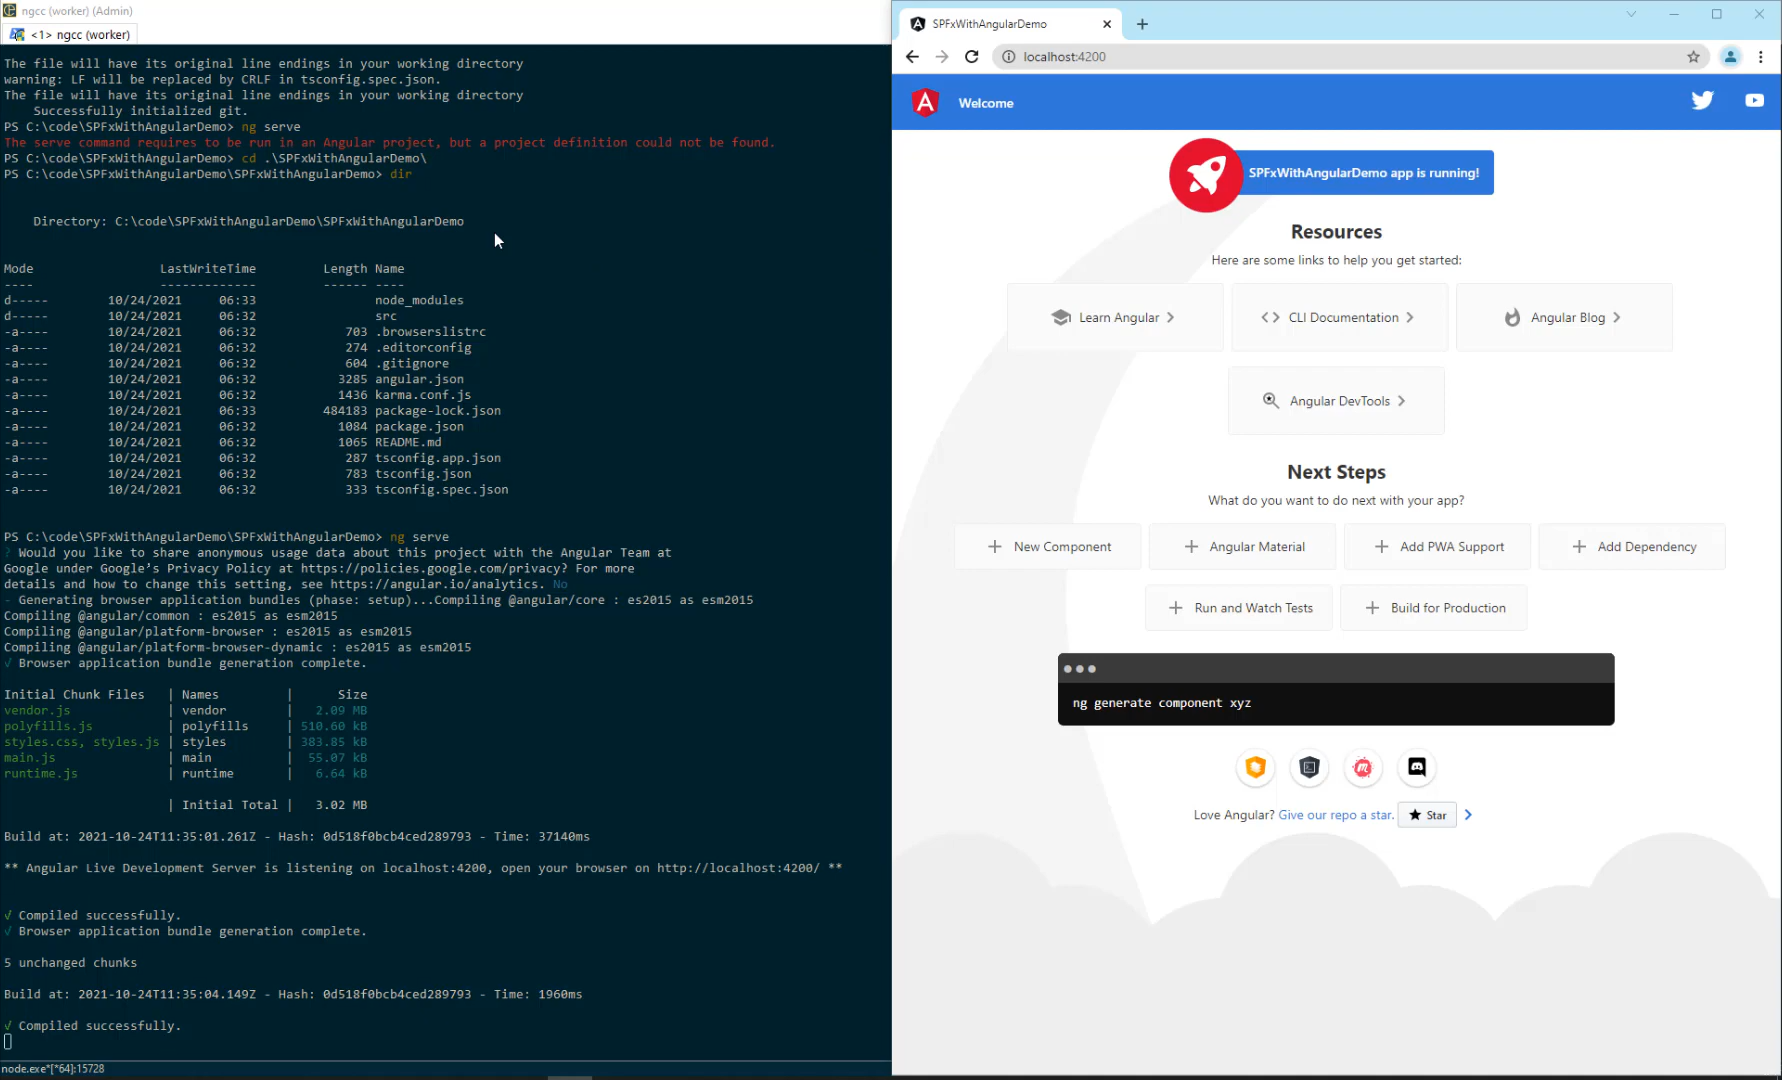 ngcc (worker) (Admin)
<1> ngcc (worker)
The file will have its original line endings in your working directory
warning: LF will be replaced by CRLF in tsconfig.spec.json.
The file will have its original line endings in your working directory
Successfully initialized git.
PS C:\code\SPFxWithAngularDemo> ng serve
The serve command requires to be run in an Angular project, but a project definition could not be found.
PS C:\code\SPFxWithAngularDemo> cd .\SPFxWithAngularDemo\
PS C:\code\SPFxWithAngularDemo\SPFxWithAngularDemo> dir
Directory: C:\code\SPFxWithAngularDemo\SPFxWithAngularDemo
Mode LastWriteTime Length Name
---- ------------- ------ ----
d----- 10/24/2021 06:33 node_modules
d----- 10/24/2021 06:32 src
-a---- 10/24/2021 06:32 703 .browserslistrc
-a---- 10/24/2021 06:32 274 .editorconfig
-a---- 10/24/2021 06:32 604 .gitignore
-a---- 10/24/2021 06:32 3285 angular.json
-a---- 10/24/2021 06:32 1436 karma.conf.js
-a---- 10/24/2021 06:33 484183 package-lock.json
-a---- 10/24/2021 06:32 1084 package.json
-a---- 10/24/2021 06:32 1065 README.md
-a---- 10/24/2021 06:32 287 tsconfig.app.json
-a---- 10/24/2021 06:32 783 tsconfig.json
-a---- 10/24/2021 06:32 333 tsconfig.spec.json
PS C:\code\SPFxWithAngularDemo\SPFxWithAngularDemo> ng serve
? Would you like to share anonymous usage data about this project with the Angular Team at
Google under Google's Privacy Policy at https://policies.google.com/privacy? For more
details and how to change this setting, see https://angular.io/analytics. No
- Generating browser application bundles (phase: setup)...Compiling @angular/core : es2015 as esm2015
Compiling @angular/common : es2015 as esm2015
Compiling @angular/platform-browser : es2015 as esm2015
Compiling @angular/platform-browser-dynamic : es2015 as esm2015
√ Browser application bundle generation complete.
Initial Chunk Files | Names | Size
vendor.js | vendor | 2.09 MB
polyfills.js | polyfills | 510.60 kB
styles.css, styles.js | styles | 383.85 kB
main.js | main | 55.07 kB
runtime.js | runtime | 6.64 kB
| Initial Total | 3.02 MB
Build at: 2021-10-24T11:35:01.261Z - Hash: 0d518f0bcb4ced289793 - Time: 37140ms
** Angular Live Development Server is listening on localhost:4200, open your browser on http://localhost:4200/ **
√ Compiled successfully.
√ Browser application bundle generation complete.
5 unchanged chunks
Build at: 2021-10-24T11:35:04.149Z - Hash: 0d518f0bcb4ced289793 - Time: 1960ms
√ Compiled successfully.
node.exe*[*64]:15728
SPFxWithAngularDemo
localhost:4200
A Welcome
SPFxWithAngularDemo app is running!
Resources
Here are some links to help you get started:
Learn Angular
CLI Documentation
Angular Blog
Angular DevTools
Next Steps
What do you want to do next with your app?
New Component
Angular Material
Add PWA Support
Add Dependency
Run and Watch Tests
Build for Production
ng generate component xyz
Love Angular? Give our repo a star. Star